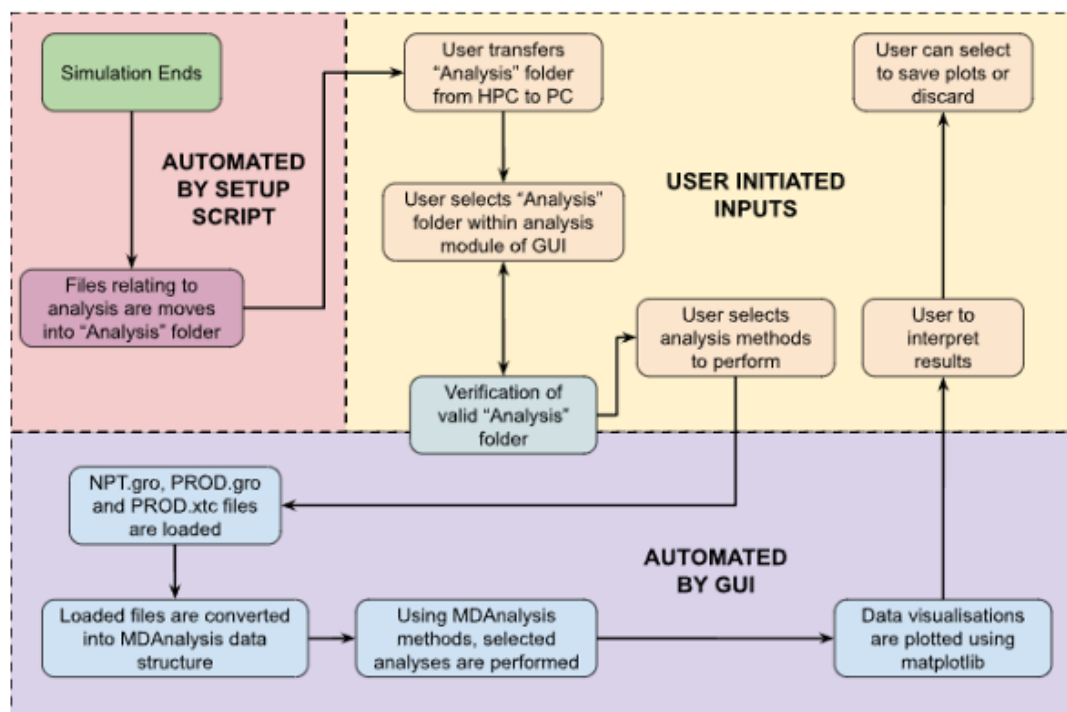 Simulation Ends
AUTOMATED
BY SETUP
SCRIPT
Files relating to
analysis are moves
into “Analysis” folder
User transfers
“Analysis” folder
from HPC to PC
User selects “Analysis”
folder within analysis
module of GUI
Verification of
valid “Analysis”
folder
User selects
analysis methods
to perform
USER INITIATED
INPUTS
User can select
to save plots or
discard
User to
interpret
results
NPT.gro, PROD.gro
and PROD.xtc files
are loaded
Loaded files are converted
into MDAnalysis data
structure
Using MDAnalysis
methods, selected
analyses are performed
AUTOMATED
BY GUI
Data visualisations
are plotted using
matplotlib